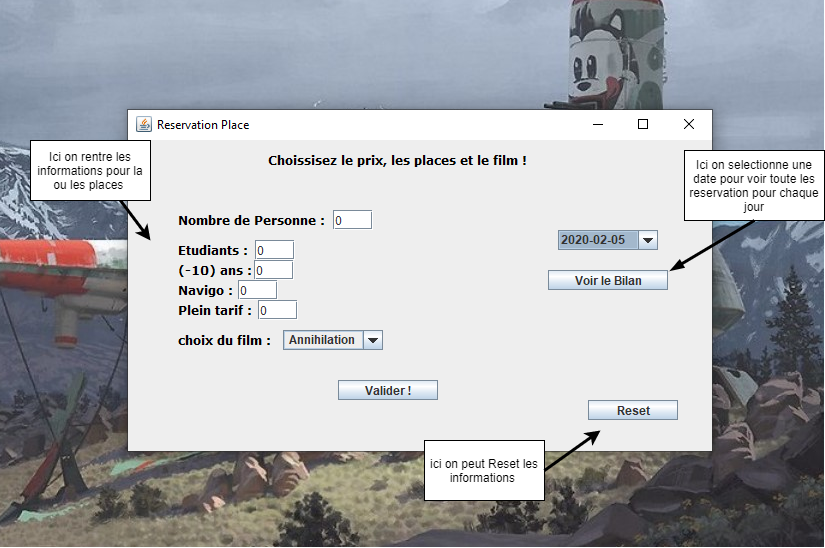 Reservation Place
Ici on rentre les
informations pour la
ou les places
Choissisez le prix, les places et le film !
Ici on selectionne une
date pour voir toute les
reservation pour chaque
jour
Nombre de Personne : 0
Etudiants : 0
(-10) ans : 0
Navigo : 0
Plein tarif : 0
2020-02-05
Voir le Bilan
choix du film : Annihilation
Valider !
Reset
ici on peut Reset les
informations